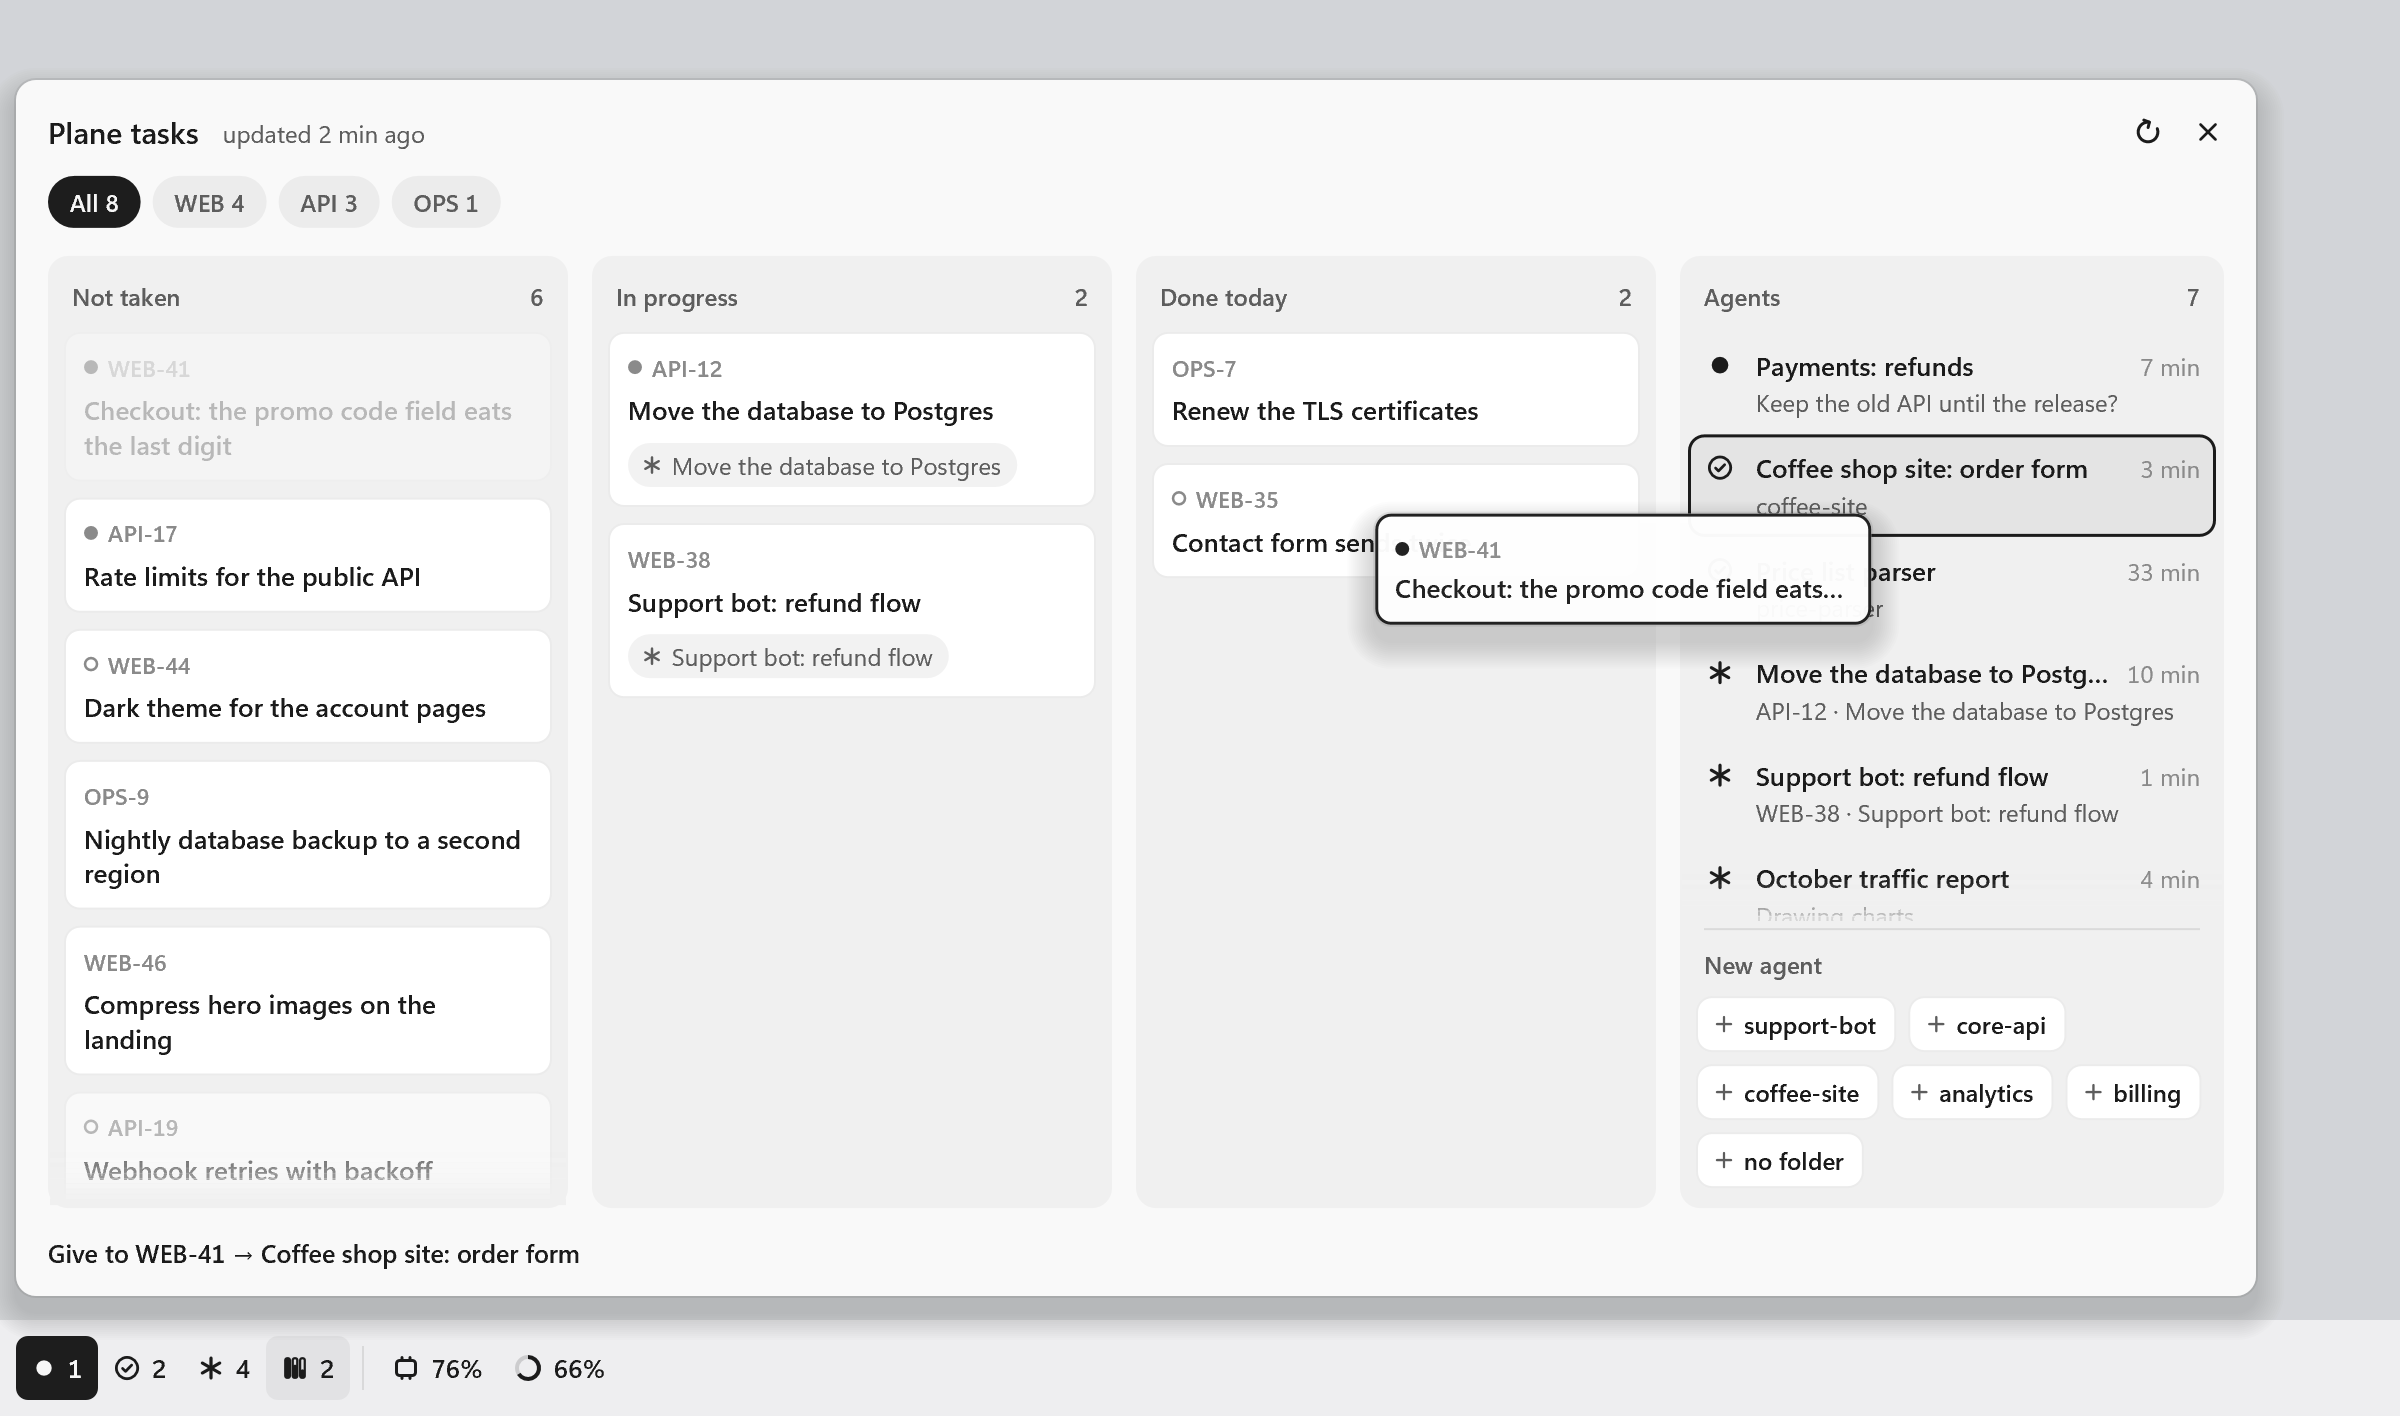 Plane tasks updated 2 min ago
All 8 WEB 4 API 3 OPS 1
Not taken 6
WEB-41
Checkout: the promo code field eats
the last digit
API-17
Rate limits for the public API
WEB-44
Dark theme for the account pages
OPS-9
Nightly database backup to a second
region
WEB-46
Compress hero images on the
landing
API-19
Webhook retries with backoff
In progress 2
API-12
Move the database to Postgres
Move the database to Postgres
WEB-38
Support bot: refund flow
Support bot: refund flow
Done today 2
OPS-7
Renew the TLS certificates
WEB-35
Contact form
WEB-41
Checkout: the promo code field eats...
Agents 7
Payments: refunds 7 min
Keep the old API until the release?
Coffee shop site: order form 3 min
coffee-site
Price list parser 33 min
price-parser
Move the database to Postg... 10 min
API-12 · Move the database to Postgres
Support bot: refund flow 1 min
WEB-38 · Support bot: refund flow
October traffic report 4 min
Drawing charts
New agent
+ support-bot + core-api
+ coffee-site + analytics + billing
+ no folder
Give to WEB-41 → Coffee shop site: order form
1 2 4 2 76% 66%